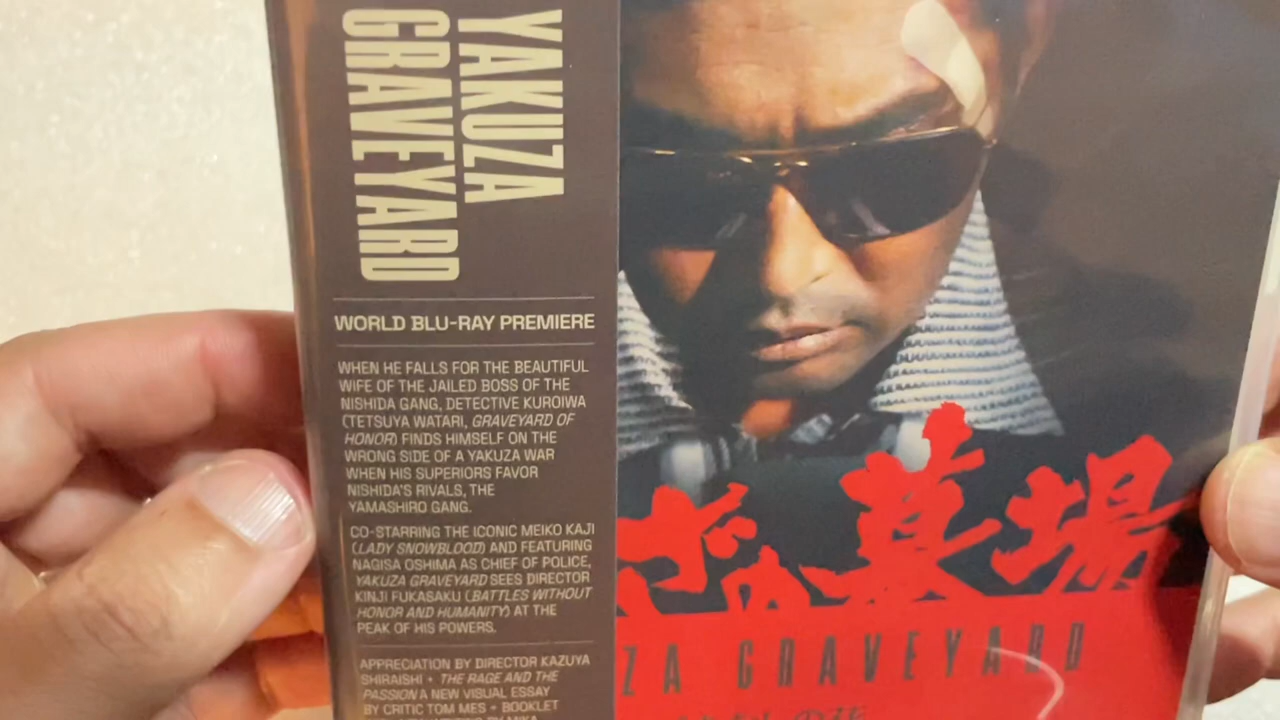 YAKUZA
GRAVEYARD
WORLD BLU-RAY PREMIERE
WHEN HE FALLS FOR THE BEAUTIFUL
WIFE OF THE JAILED BOSS OF THE
NISHIDA GANG, DETECTIVE KUROIWA
(TETSUYA WATARI, GRAVEYARD OF
HONOR) FINDS HIMSELF ON THE
WRONG SIDE OF A YAKUZA WAR
WHEN HIS SUPERIORS FAVOR
NISHIDA'S RIVALS, THE
YAMASHIRO GANG.
CO-STARRING THE ICONIC MEIKO KAJI
(LADY SNOWBLOOD) AND FEATURING
NAGISA OSHIMA AS CHIEF OF POLICE,
YAKUZA GRAVEYARD SEES DIRECTOR
KINJI FUKASAKU (BATTLES WITHOUT
HONOR AND HUMANITY) AT THE
PEAK OF HIS POWERS.
APPRECIATION BY DIRECTOR KAZUYA
SHIRAISHI + THE RAGE AND THE
PASSION A NEW VISUAL ESSAY
BY CRITIC TOM MES + BOOKLET
の墓場
ZA GRAVEYARD
の花